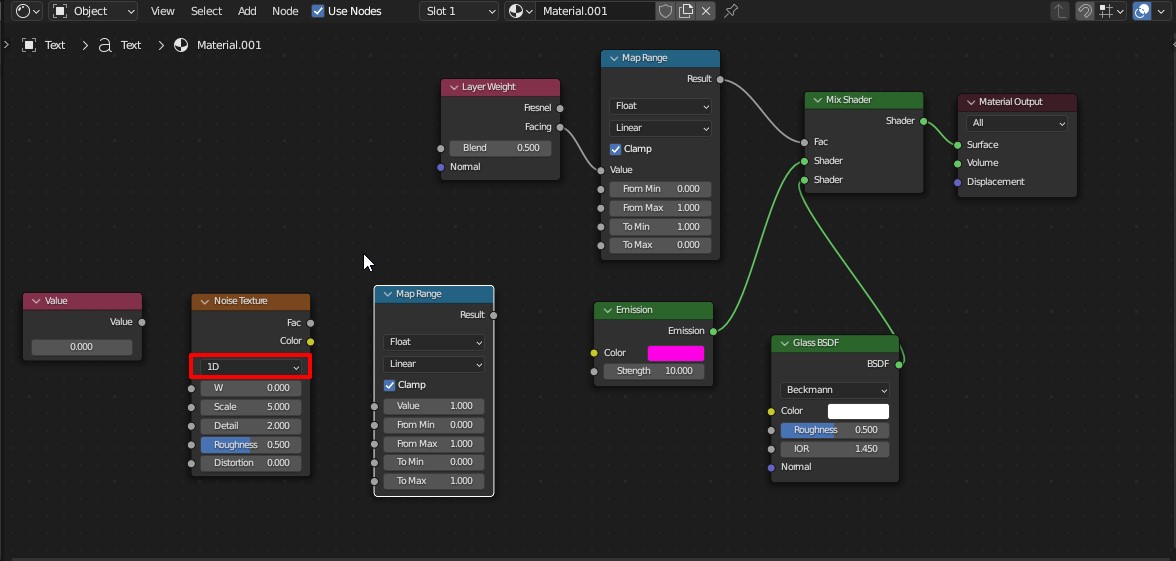 Object View Select Add Node Use Nodes Slot 1 Material.001
Text Text Material.001
Layer Weight
Fresnel
Facing
Blend 0.500
Normal
Map Range
Result
Float
Linear
Clamp
Value
From Min 0.000
From Max 1.000
To Min 1.000
To Max 0.000
Mix Shader
Shader
Fac
Shader
Shader
Material Output
All
Surface
Volume
Displacement
Value
Value
0.000
Noise Texture
Fac
Color
1D
W 0.000
Scale 5.000
Detail 2.000
Roughness 0.500
Distortion 0.000
Map Range
Result
Float
Linear
Clamp
Value 1.000
From Min 0.000
From Max 1.000
To Min 0.000
To Max 1.000
Emission
Emission
Color
Strength 10.000
Glass BSDF
BSDF
Beckmann
Color
Roughness 0.500
IOR 1.450
Normal